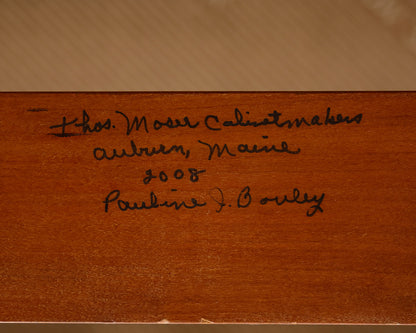 Thos. Moser Cabinetmakers
Auburn, Maine
2008
Pauline J. Bouley